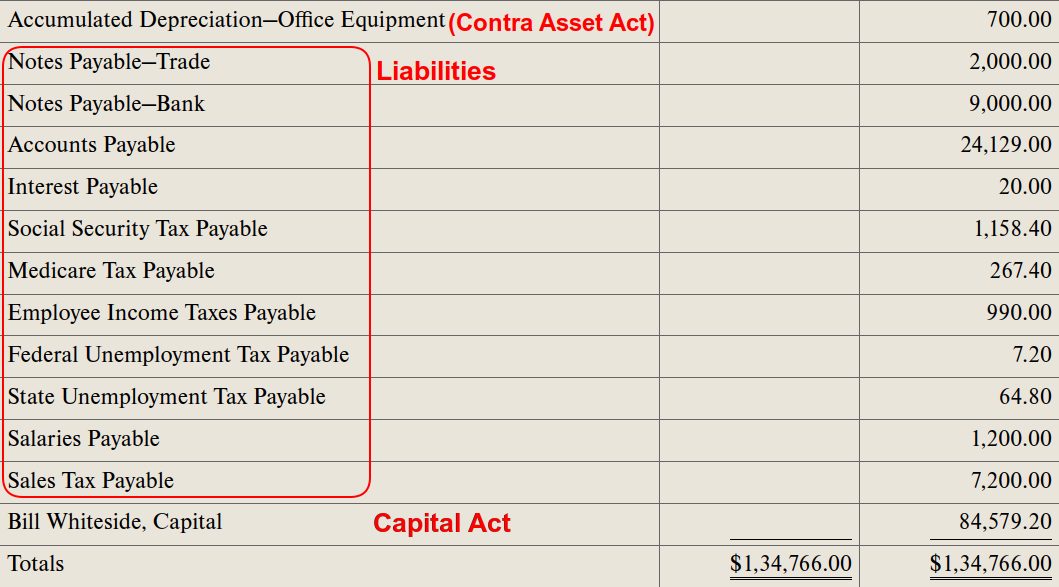 Accumulated Depreciation—Office Equipment (Contra Asset Act) 700.00
Notes Payable—Trade Liabilities 2,000.00
Notes Payable—Bank 9,000.00
Accounts Payable 24,129.00
Interest Payable 20.00
Social Security Tax Payable 1,158.40
Medicare Tax Payable 267.40
Employee Income Taxes Payable 990.00
Federal Unemployment Tax Payable 7.20
State Unemployment Tax Payable 64.80
Salaries Payable 1,200.00
Sales Tax Payable 7,200.00
Bill Whiteside, Capital Capital Act 84,579.20
Totals $1,34,766.00 $1,34,766.00